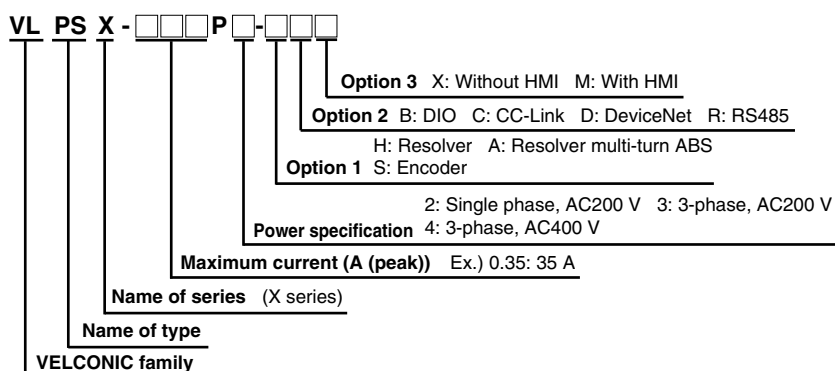 VL PS X - □□□ P □ - □□□
Option 3 X: Without HMI M: With HMI
Option 2 B: DIO C: CC-Link D: DeviceNet R: RS485
H: Resolver A: Resolver multi-turn ABS
Option 1 S: Encoder
2: Single phase, AC200 V 3: 3-phase, AC200 V
Power specification 4: 3-phase, AC400 V
Maximum current (A (peak)) Ex.) 0.35: 35 A
Name of series (X series)
Name of type
VELCONIC family